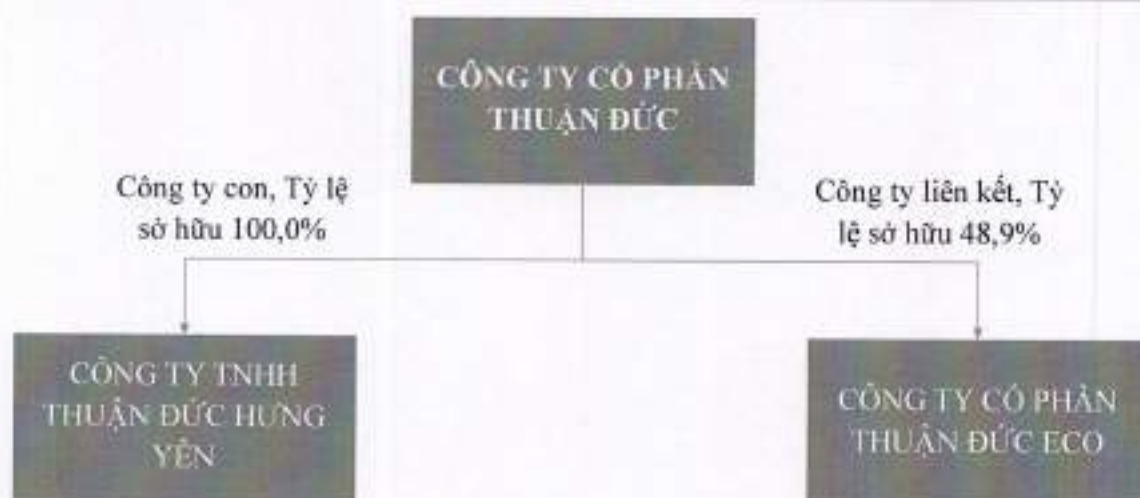 CÔNG TY CỔ PHẦN
THUẬN ĐỨC
Công ty con, Tỷ lệ
sở hữu 100,0%
Công ty liên kết, Tỷ
lệ sở hữu 48,9%
CÔNG TY TNHH
THUẬN ĐỨC HƯNG
YÊN
CÔNG TY CỔ PHẦN
THUẬN ĐỨC ECO